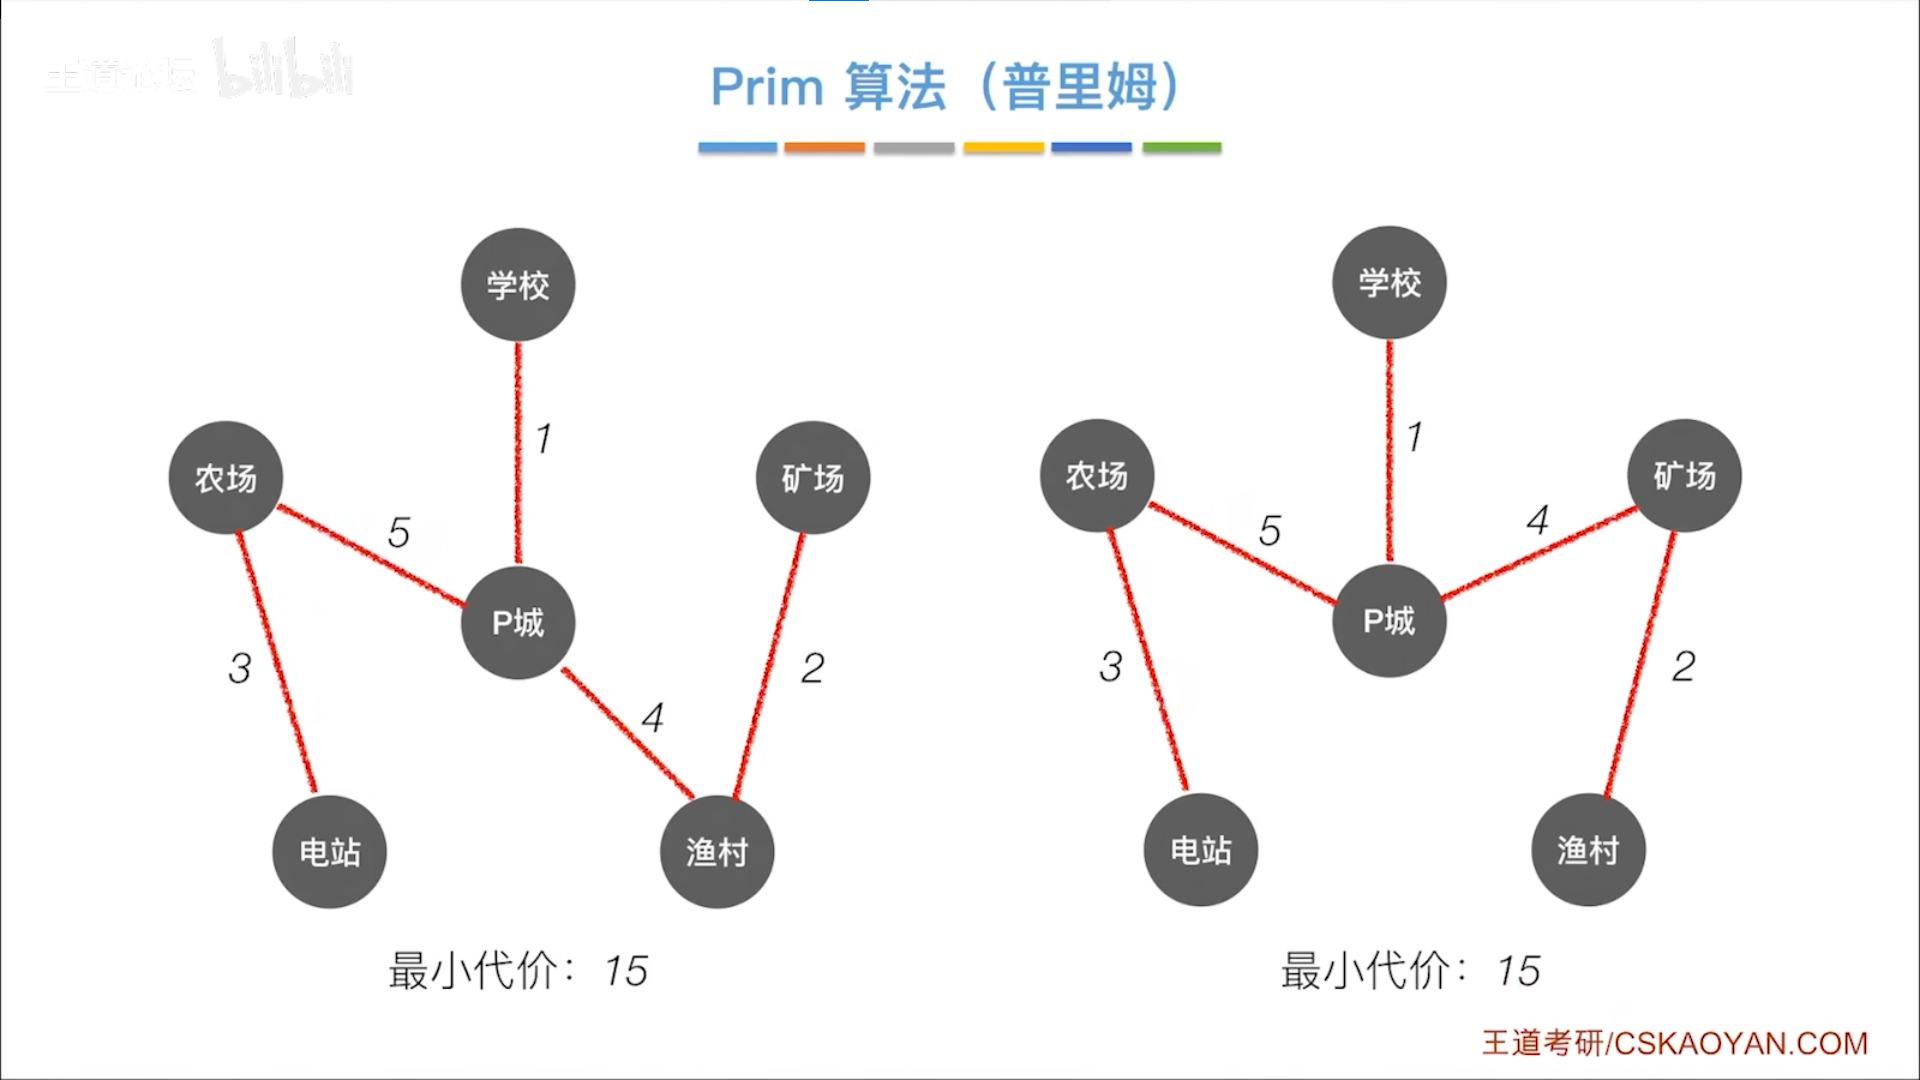 王道论坛 bilibili
Prim 算法（普里姆）
学校
学校
1
1
农场
矿场
农场
矿场
5
5
4
P城
P城
3
2
3
2
4
电站
渔村
电站
渔村
最小代价：15
最小代价：15
王道考研/CSKAOYAN.COM